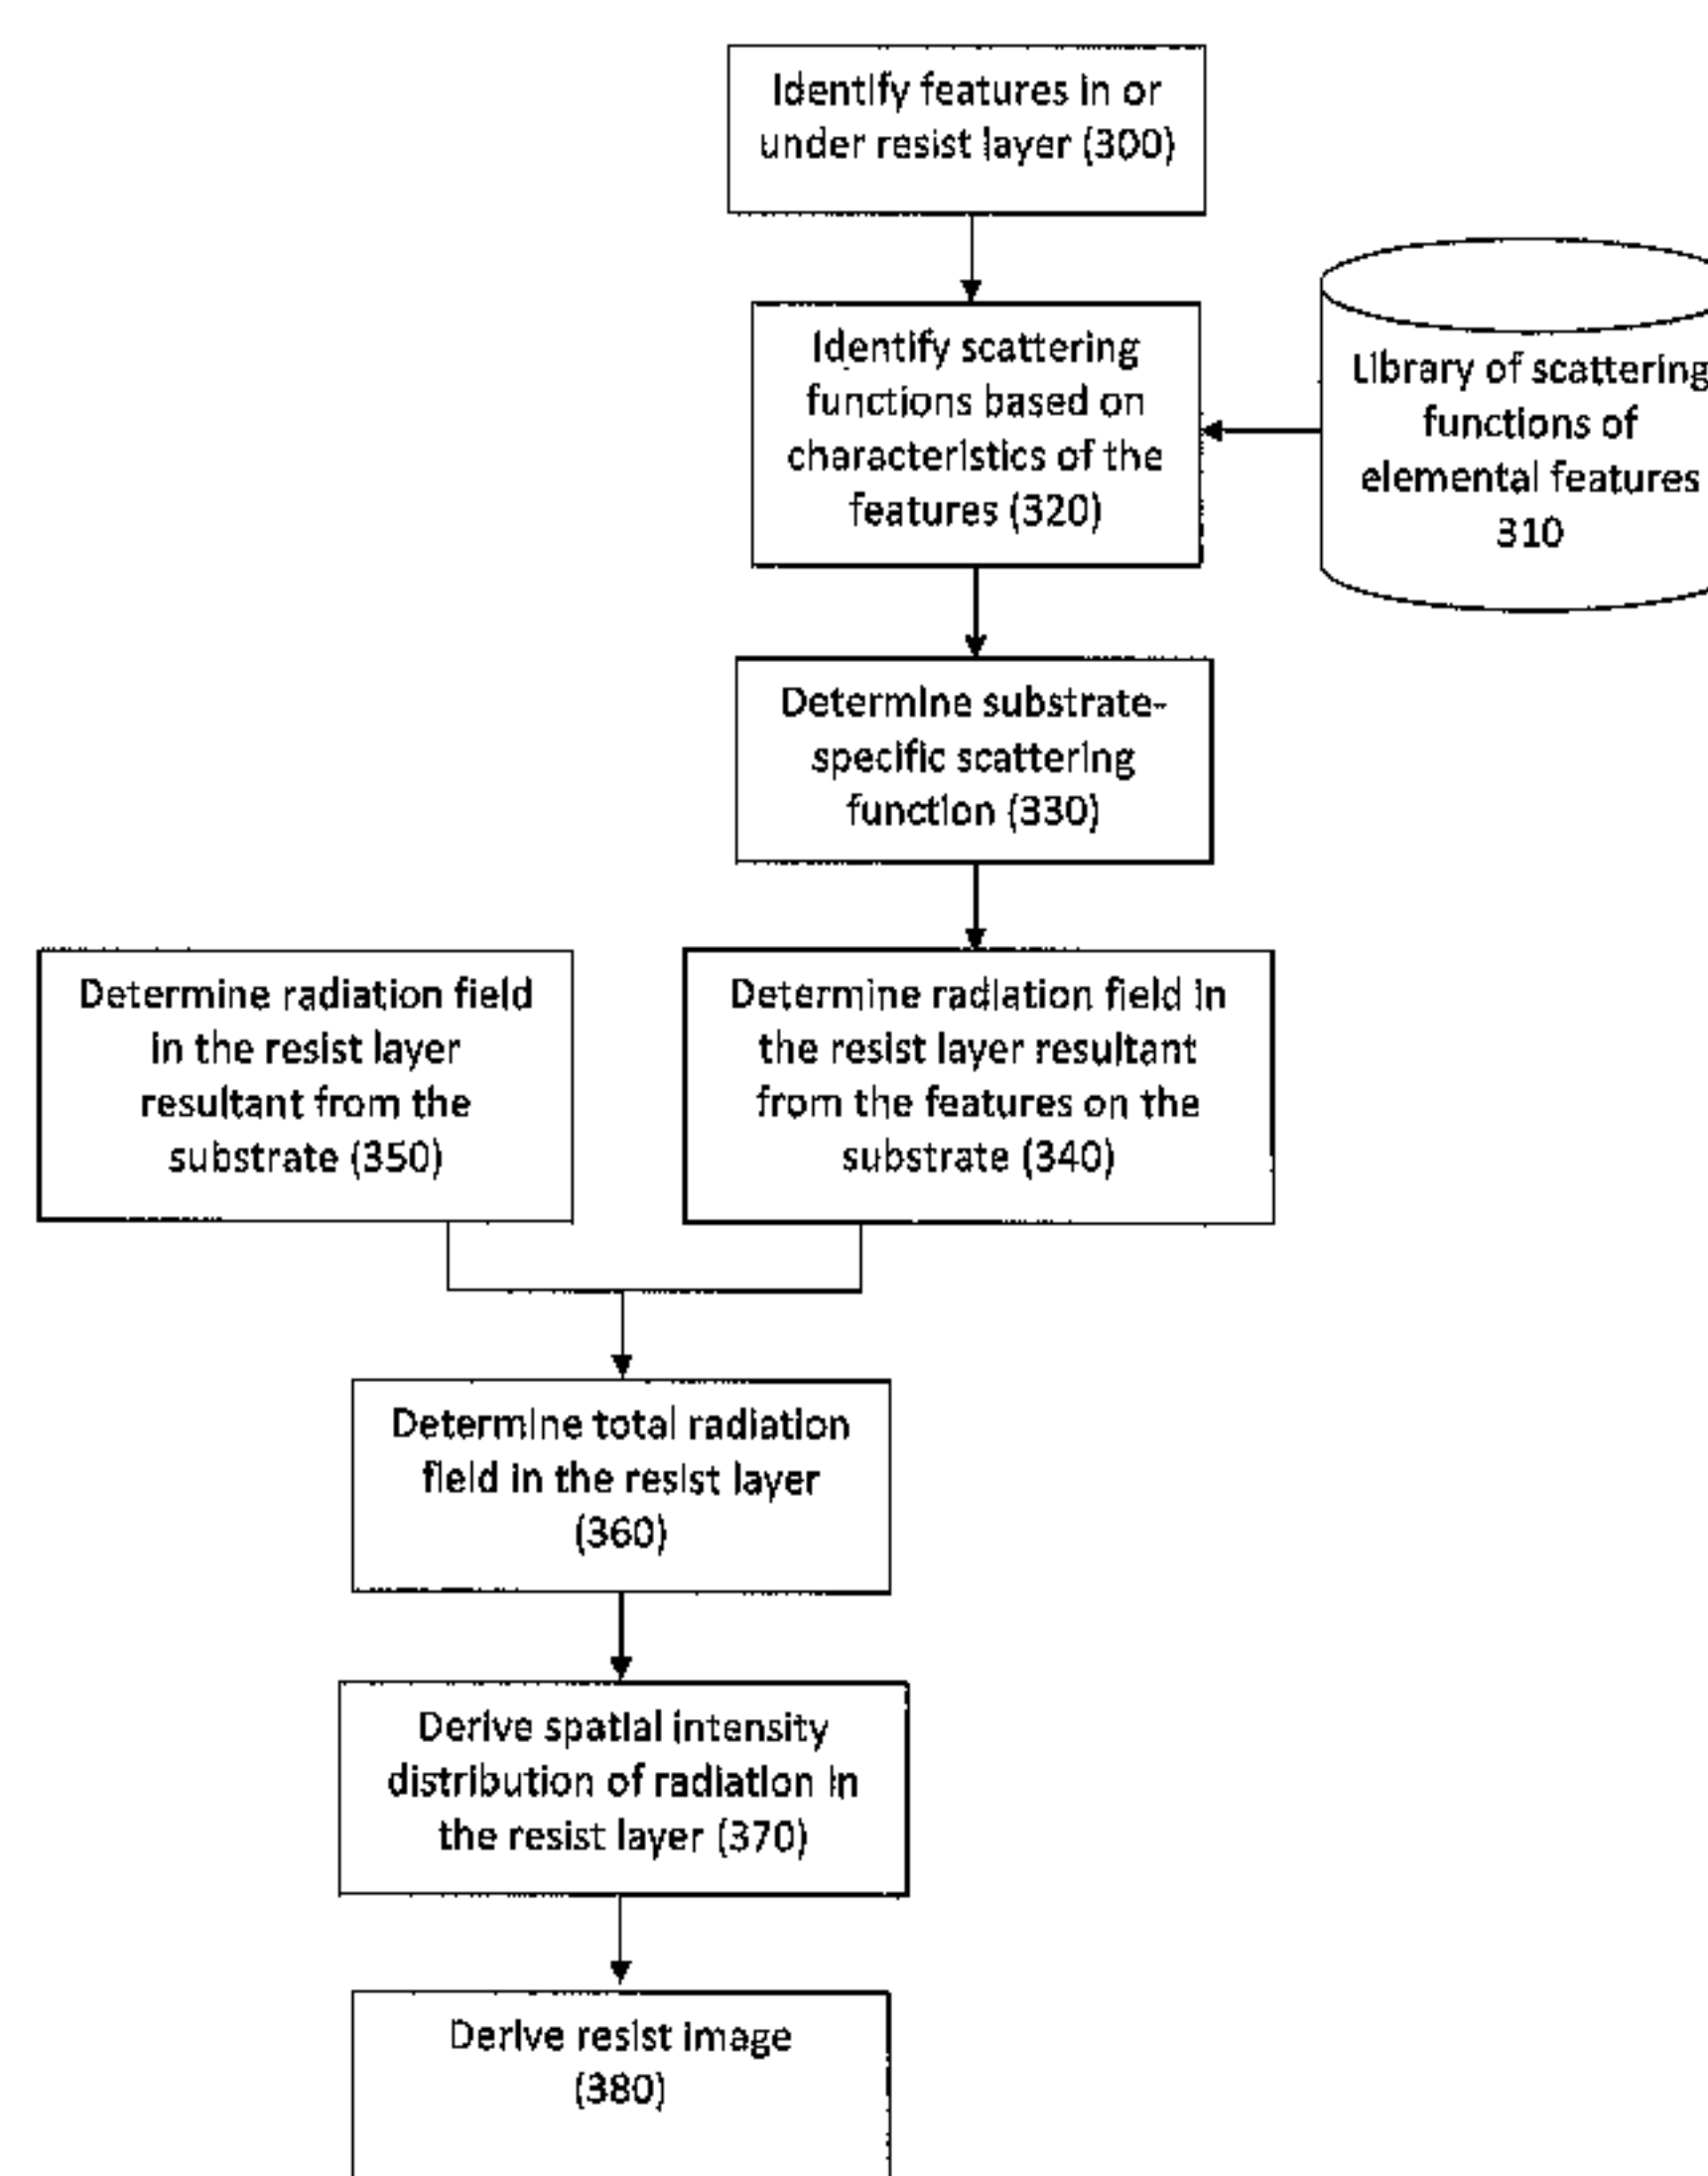 Identify features in or
under resist layer (300)
Identify scattering
functions based on
characteristics of the
features (320)
Library of scattering
functions of
elemental features
310
Determine substrate-
specific scattering
function (330)
Determine radiation field
in the resist layer
resultant from the
substrate (350)
Determine radiation field in
the resist layer resultant
from the features on the
substrate (340)
Determine total radiation
field in the resist layer
(360)
Derive spatial intensity
distribution of radiation in
the resist layer (370)
Derive resist image
(380)